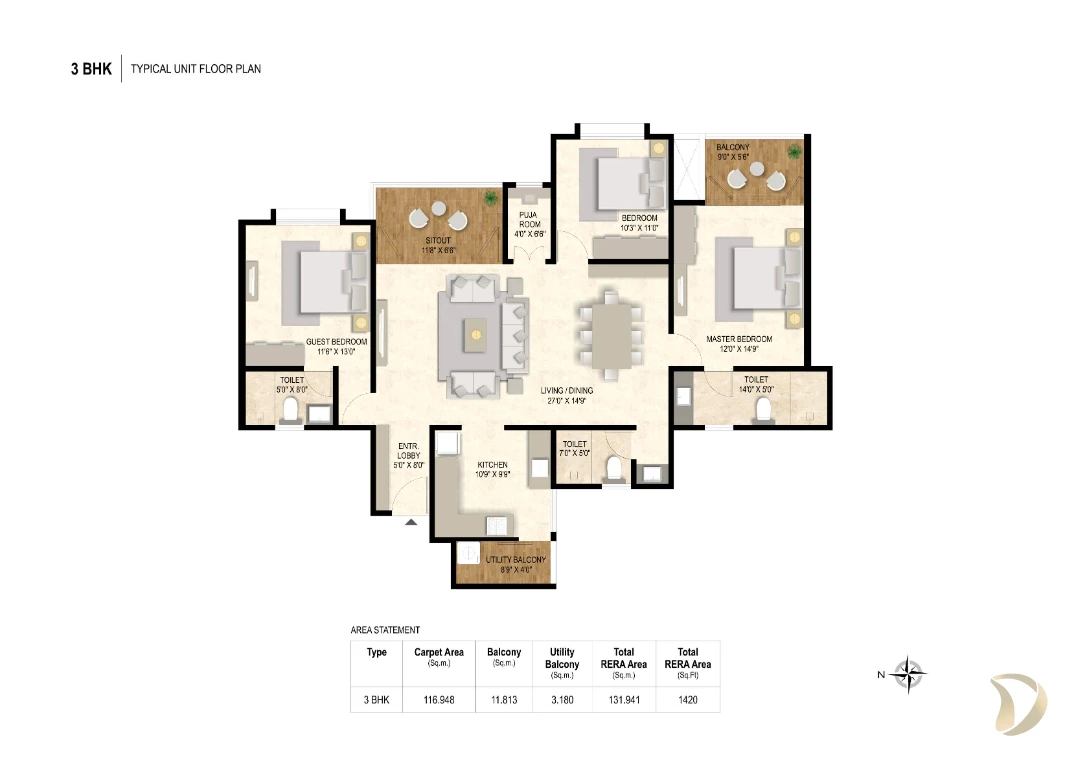 3 BHK
TYPICAL UNIT FLOOR PLAN
BALCONY
9'0" X 5'6"
PUJA
ROOM
4'0" X 6'6"
BEDROOM
10'3" X 11'0"
SITOUT
11'8" X 6'6"
GUEST BEDROOM
11'6" X 13'0"
MASTER BEDROOM
12'0" X 14'9"
TOILET
5'0" X 8'0"
LIVING / DINING
27'0" X 14'9"
TOILET
14'0" X 5'0"
ENTR.
LOBBY
5'0" X 8'0"
KITCHEN
10'9" X 9'9"
TOILET
7'0" X 5'0"
UTILITY BALCONY
8'9" X 4'0"
AREA STATEMENT
Type Carpet Area (Sq.m.) Balcony (Sq.m.) Utility Balcony (Sq.m.) Total RERA Area (Sq.m.) Total RERA Area (Sq.Ft)
3 BHK 116.948 11.813 3.180 131.941 1420
N